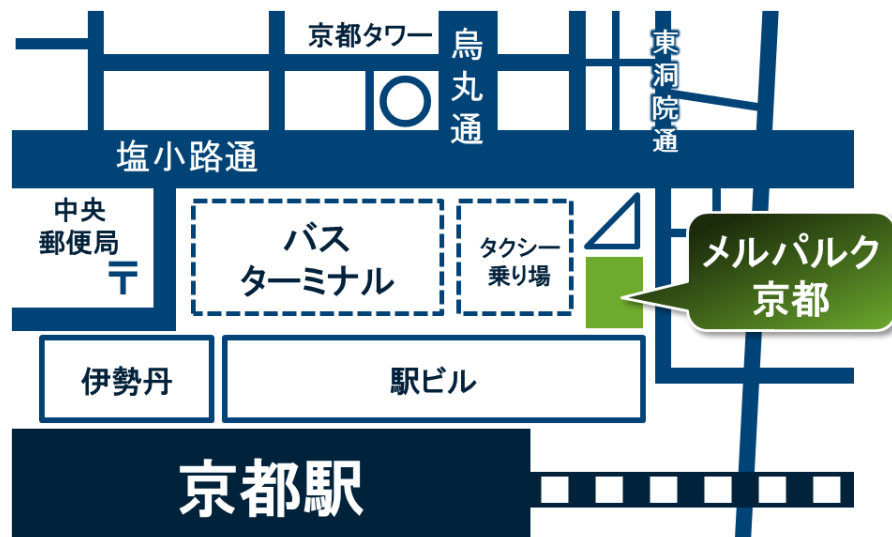 京都タワー
烏丸通
東洞院通
塩小路通
中央
郵便局
〒
バス
ターミナル
タクシー
乗り場
メルパルク
京都
伊勢丹
駅ビル
京都駅